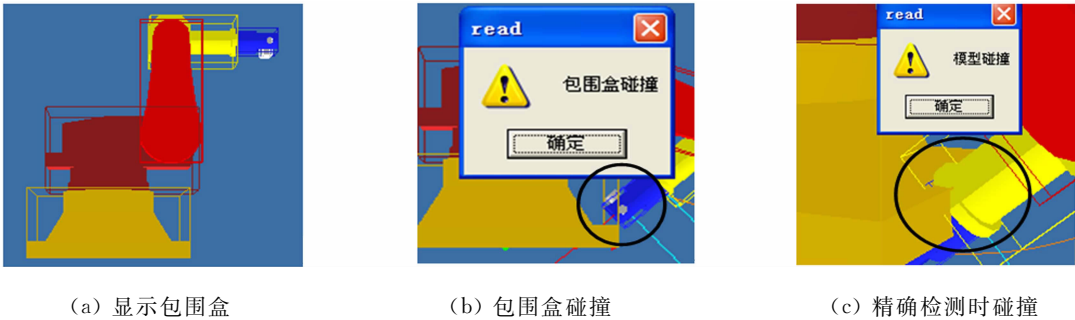 read
包围盒碰撞
确定
read
模型碰撞
确定
(a) 显示包围盒
(b) 包围盒碰撞
(c) 精确检测时碰撞